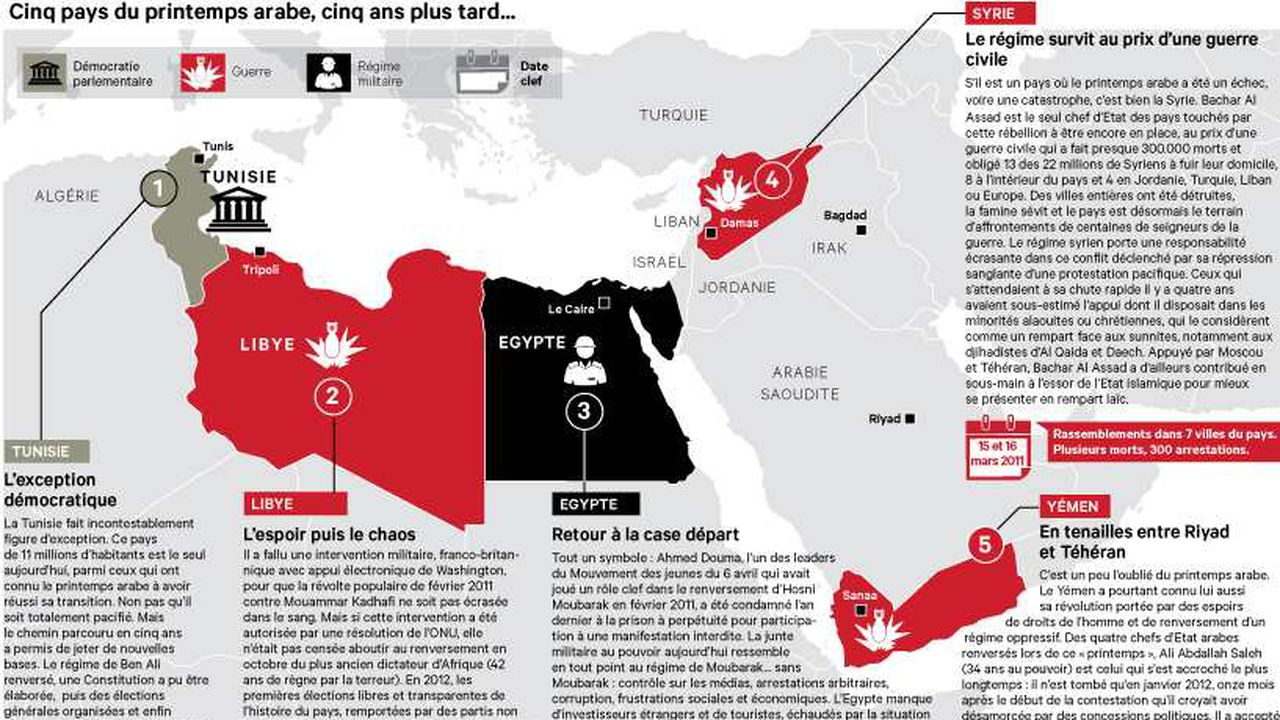 Cinq pays du printemps arabe, cinq ans plus tard...
Démocratie
parlementaire
Guerre
Régime
militaire
Date
clef
TURQUIE
Tunis
TUNISIE
1
ALGÉRIE
4
Damas
LIBAN
Bagdad
IRAK
ISRAEL
JORDANIE
Tripoli
Le Caire
LIBYE
2
EGYPTE
3
ARABIE
SAOUDITE
Riyad
5
Sanaa
TUNISIE
L'exception
démocratique
La Tunisie fait incontestablement
figure d'exception. Ce pays
de 11 millions d'habitants est le seul
aujourd'hui, parmi ceux qui ont
connu le printemps arabe à avoir
réussi sa transition. Non pas qu'il
soit totalement pacifié. Mais
le chemin parcouru en cinq ans
a permis de jeter de nouvelles
bases. Le régime de Ben Ali
renversé, une Constitution a pu être
élaborée, puis des élections
générales organisées et enfin
LIBYE
L'espoir puis le chaos
Il a fallu une intervention militaire, franco-britan-
nique avec appui électronique de Washington,
pour que la révolte populaire de février 2011
contre Mouammar Kadhafi ne soit pas écrasée
dans le sang. Mais si cette intervention a été
autorisée par une résolution de l'ONU, elle
n'était pas censée aboutir au renversement en
octobre du plus ancien dictateur d'Afrique (42
ans de règne par la terreur). En 2012, les
premières élections libres et transparentes de
l'histoire du pays, remportées par des partis non
EGYPTE
Retour à la case départ
Tout un symbole : Ahmed Douma, l'un des leaders
du Mouvement des jeunes du 6 avril qui avait
joué un rôle clef dans le renversement d'Hosni
Moubarak en février 2011, a été condamné l'an
dernier à la prison à perpétuité pour participa-
tion à une manifestation interdite. La junte
militaire au pouvoir aujourd'hui ressemble
en tout point au régime de Moubarak... sans
Moubarak : contrôle sur les médias, arrestations arbitraires,
corruption, frustrations sociales et économiques. L'Egypte manque
d'investisseurs étrangers et de touristes, échaudés par la situation
SYRIE
Le régime survit au prix d'une guerre
civile
S'il est un pays où le printemps arabe a été un échec,
voire une catastrophe, c'est bien la Syrie. Bachar Al
Assad est le seul chef d'Etat des pays touchés par
cette rébellion à être encore en place, au prix d'une
guerre civile qui a fait presque 300.000 morts et
obligé 13 des 22 millions de Syriens à fuir leur domicile,
8 à l'intérieur du pays et 4 en Jordanie, Turquie, Liban
ou Europe. Des villes entières ont été détruites,
la famine sévit et le pays est désormais le terrain
d'affrontements de centaines de seigneurs de la
guerre. Le régime syrien porte une responsabilité
écrasante dans ce conflit déclenché par sa répression
sanglante d'une protestation pacifique. Ceux qui
s'attendaient à sa chute rapide il y a quatre ans
avaient sous-estimé l'appui dont il disposait dans les
minorités alaouites ou chrétiennes, qui le considèrent
comme un rempart face aux sunnites, notamment aux
djihadistes d'Al Qaida et Daech. Appuyé par Moscou
et Téhéran, Bachar Al Assad a d'ailleurs contribué en
sous-main à l'essor de l'Etat islamique pour mieux
se présenter en rempart laïc.
15 et 16
mars 2011
Rassemblements dans 7 villes du pays.
Plusieurs morts, 300 arrestations.
YÉMEN
En tenailles entre Riyad
et Téhéran
C'est un peu l'oublié du printemps arabe.
Le Yémen a pourtant connu lui aussi
sa révolution portée par des espoirs
de droits de l'homme et de renversement d'un
régime oppressif. Des quatre chefs d'Etat arabes
renversés lors de ce « printemps », Ali Abdallah Saleh
(34 ans au pouvoir) est celui qui s'est accroché le plus
longtemps : il n'est tombé qu'en janvier 2012, onze mois
après le début de la contestation qu'il croyait avoir
désamorcée par des concessions politiques. Il a accepté